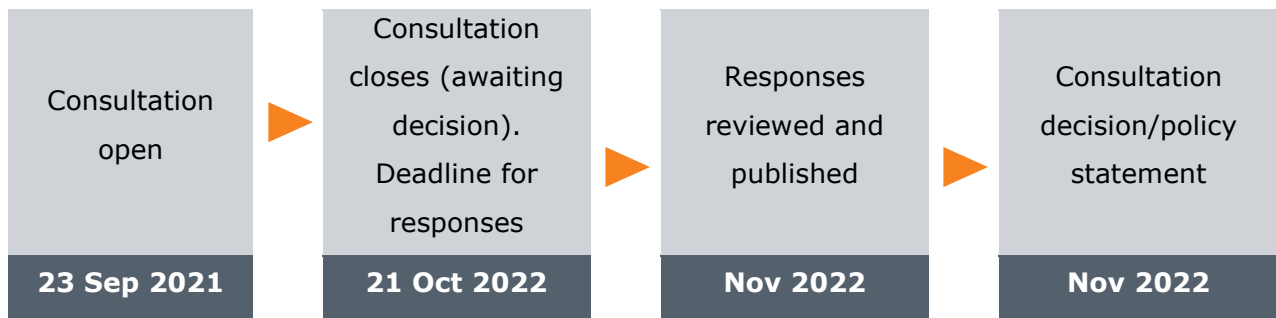 Consultation
open
23 Sep 2021
Consultation
closes (awaiting
decision).
Deadline for
responses
21 Oct 2022
Responses
reviewed and
published
Nov 2022
Consultation
decision/policy
statement
Nov 2022